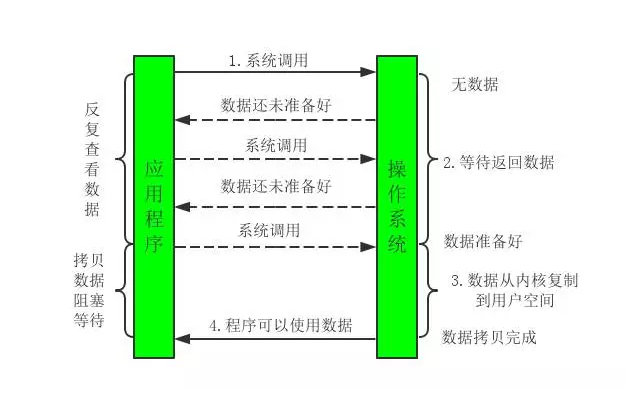 1.系统调用
无数据
数据还未准备好
反复查看数据
系统调用
应用程序
操作系统
2.等待返回数据
数据还未准备好
系统调用
数据准备好
拷贝
数据
阻塞
等待
3.数据从内核复制
到用户空间
4.程序可以使用数据
数据拷贝完成